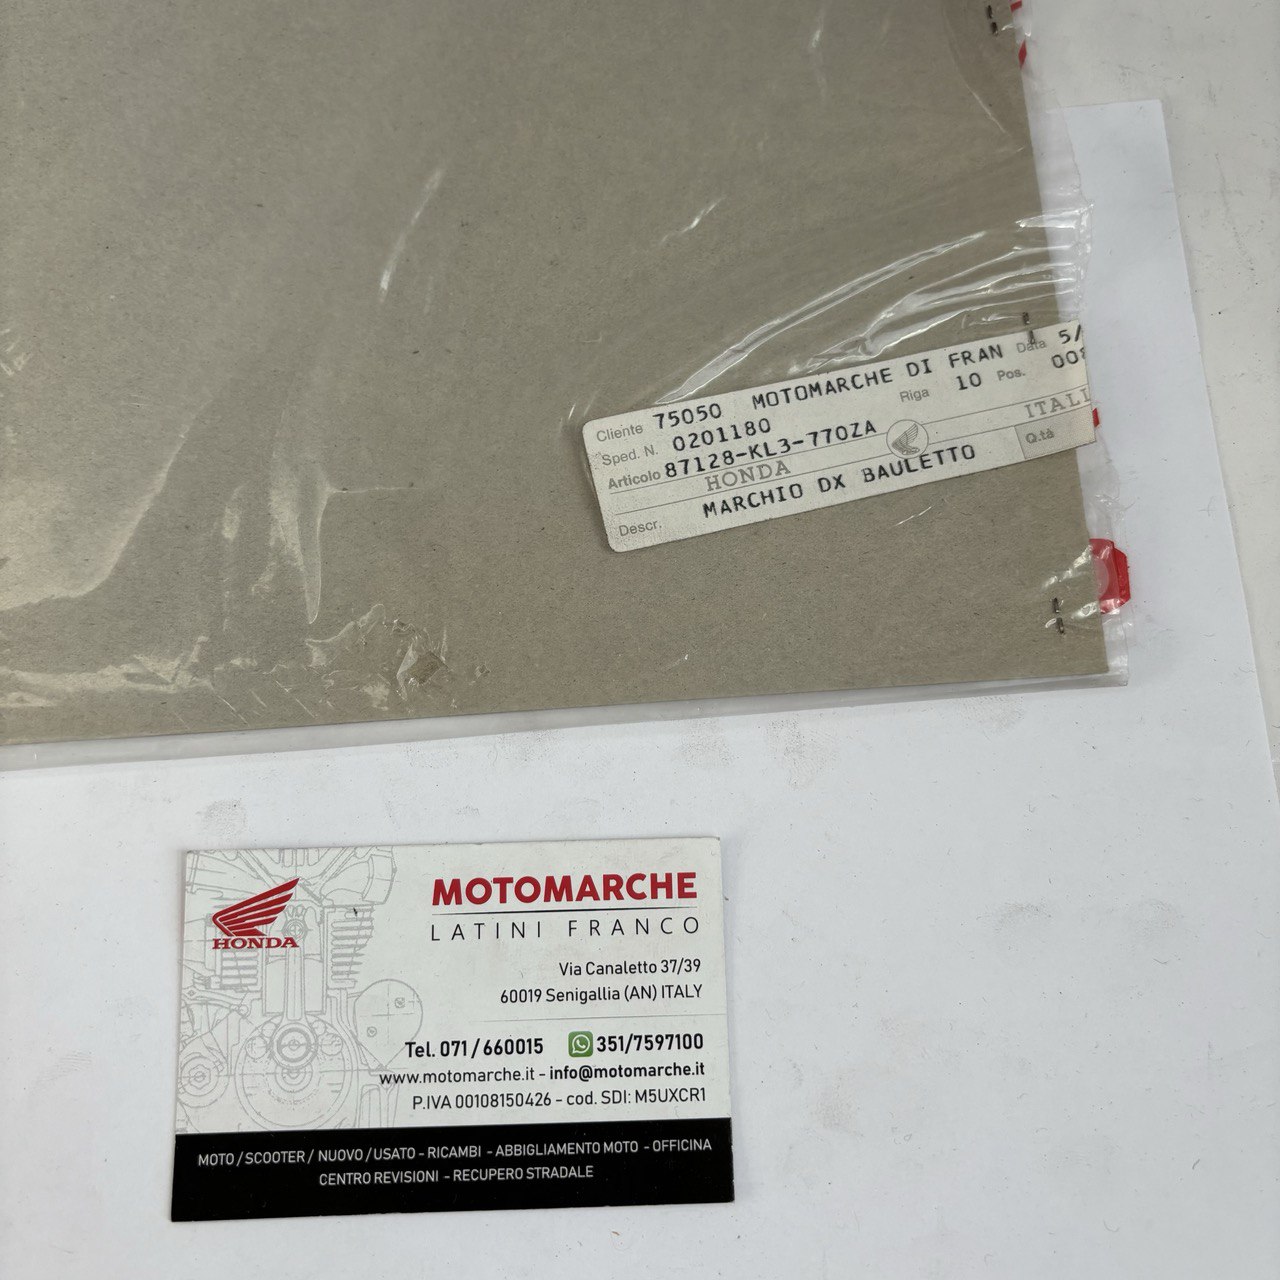 Cliente 75050 MOTOMARCHE DI FRAN Data 5/
Sped. N. 0201180 Riga 10 Pos. 008
Articolo 87128-KL3-770ZA
HONDA ITALI
Descr. MARCHIO DX BAULETTO Q.tà
HONDA
MOTOMARCHE
LATINI FRANCO
Via Canaletto 37/39
60019 Senigallia (AN) ITALY
Tel. 071/660015 351/7597100
www.motomarche.it - info@motomarche.it
P.IVA 00108150426 - cod. SDI: M5UXCR1
MOTO / SCOOTER / NUOVO / USATO - RICAMBI - ABBIGLIAMENTO MOTO - OFFICINA
CENTRO REVISIONI - RECUPERO STRADALE